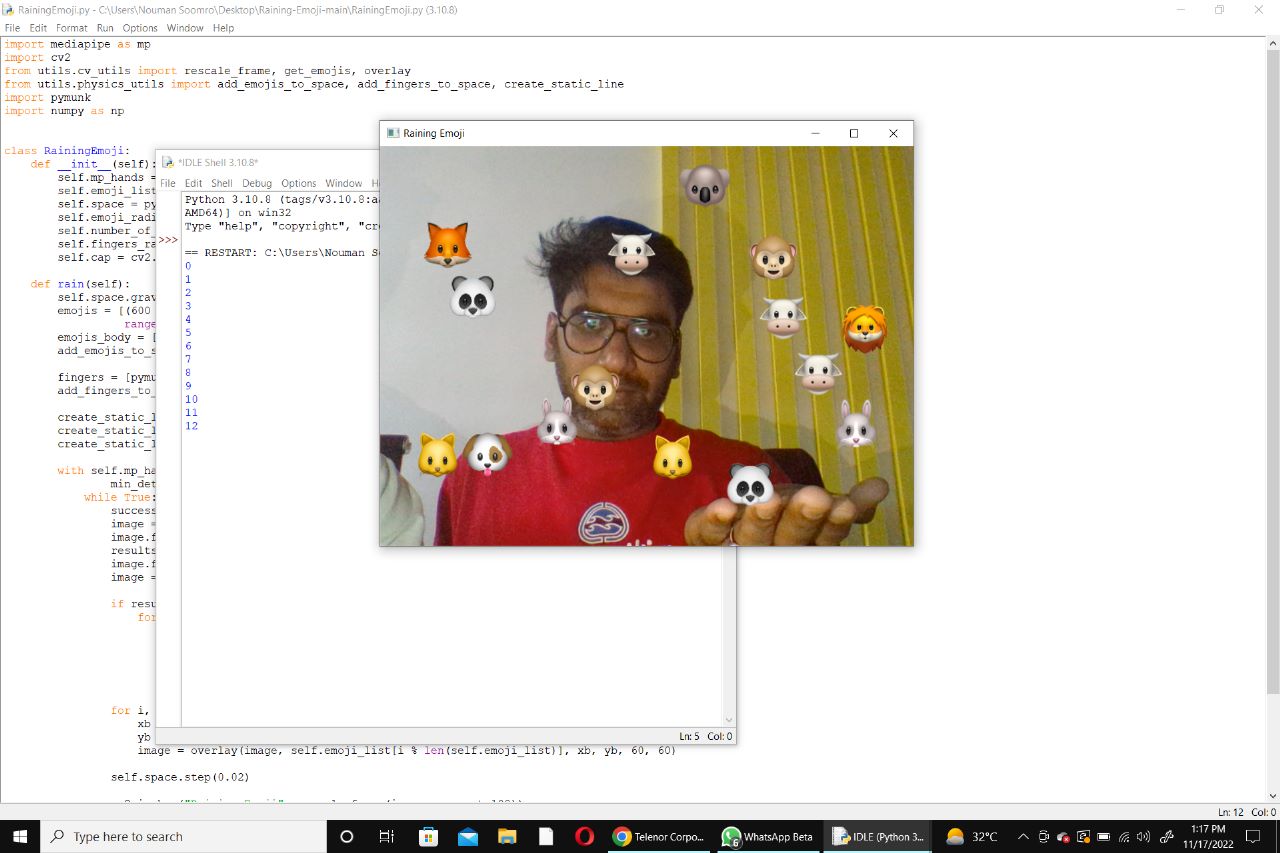 RainingEmoji.py - C:\Users\Nouman Soomro\Desktop\Raining-Emoji-main\RainingEmoji.py (3.10.8)
File Edit Format Run Options Window Help
import mediapipe as mp
import cv2
from utils.cv_utils import rescale_frame, get_emojis, overlay
from utils.physics_utils import add_emojis_to_space, add_fingers_to_space, create_static_line
import pymunk
import numpy as np
class RainingEmoji:
def __init__(self):
self.mp_hands =
self.emoji_list
self.space = py
self.emoji_radi
self.number_of_
self.fingers_ra
self.cap = cv2.
def rain(self):
self.space.grav
emojis = [(600
range
emojis_body = [
add_emojis_to_s
fingers = [pymu
add_fingers_to_
create_static_l
create_static_l
create_static_l
with self.mp_ha
min_det
while True:
success
image =
image.f
results
image.f
image =
if resu
for
for i,
xb
yb
image = overlay(image, self.emoji_list[i % len(self.emoji_list)], xb, yb, 60, 60)
self.space.step(0.02)
Ln: 12 Col: 0
*IDLE Shell 3.10.8*
File Edit Shell Debug Options Window H
Python 3.10.8 (tags/v3.10.8:a
AMD64)] on win32
Type "help", "copyright", "cr
>>>
== RESTART: C:\Users\Nouman S
0
1
2
3
4
5
6
7
8
9
10
11
12
Ln: 5 Col: 0
Raining Emoji
Type here to search
Telenor Corpo...
6
WhatsApp Beta
IDLE (Python 3...
32°C
1:17 PM
11/17/2022